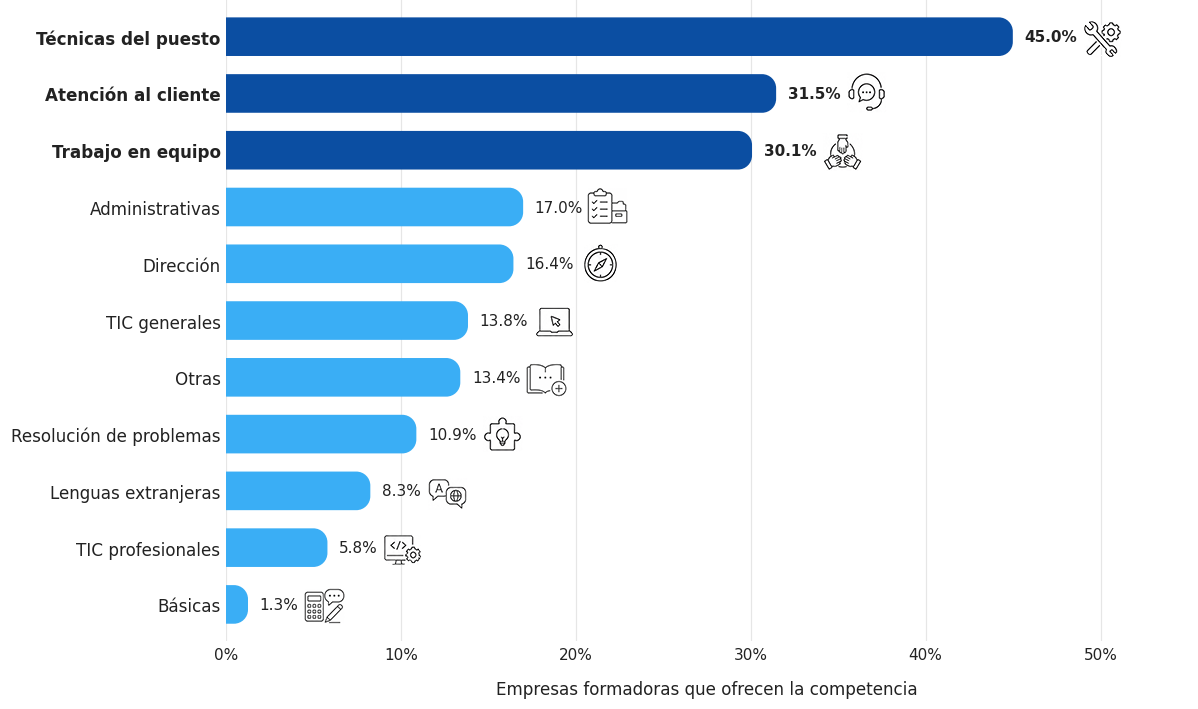 Técnicas del puesto 45.0%
Atención al cliente 31.5%
Trabajo en equipo 30.1%
Administrativas 17.0%
Dirección 16.4%
TIC generales 13.8%
Otras 13.4%
Resolución de problemas 10.9%
Lenguas extranjeras 8.3%
A
TIC profesionales 5.8%
</>
Básicas 1.3%
0% 10% 20% 30% 40% 50%
Empresas formadoras que ofrecen la competencia